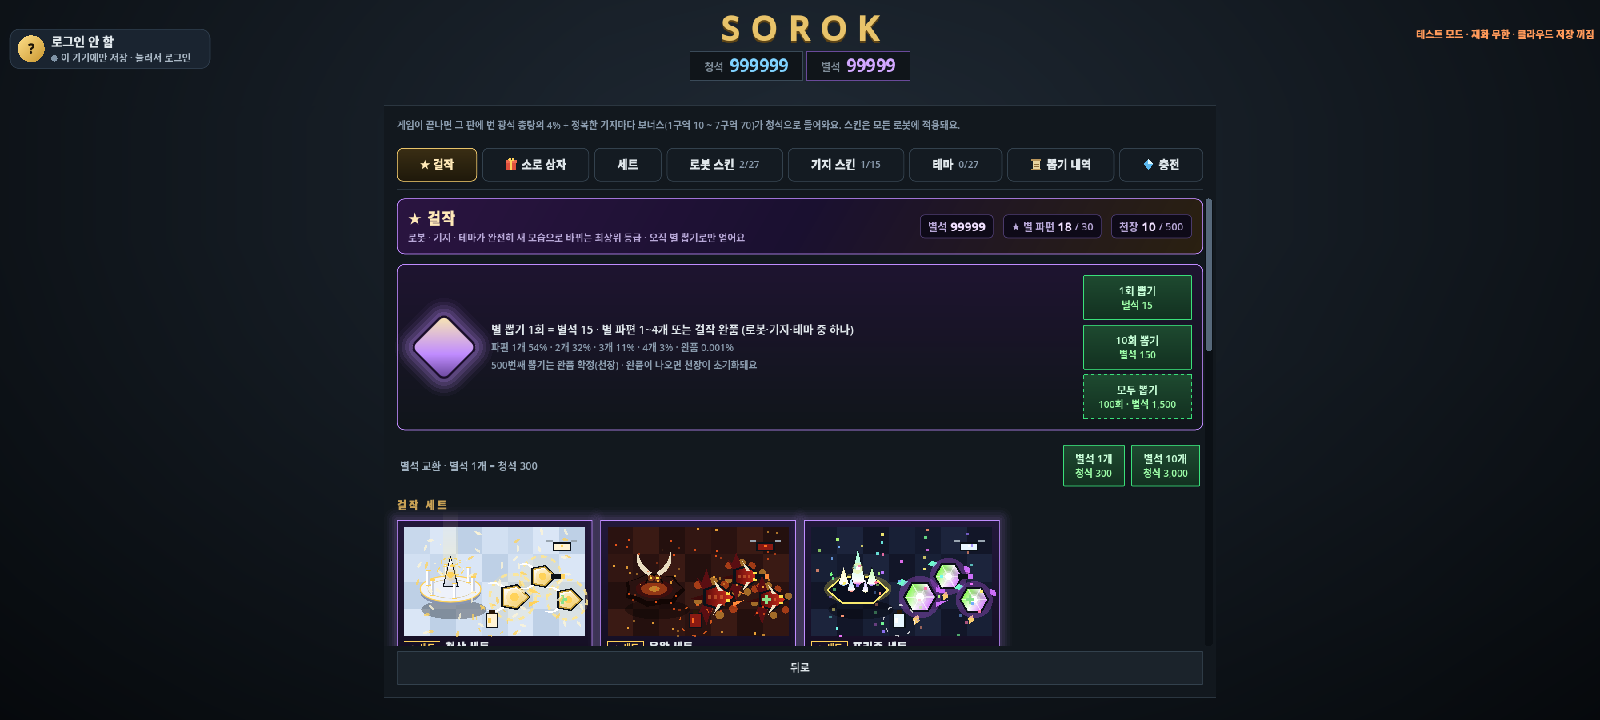 SOROK
?
로그인 안 함
이 기기에만 저장 · 눌러서 로그인
테스트 모드 · 재화 무한 · 클라우드 저장 꺼짐
청석 999999
별석 99999
게임이 끝나면 그 판에 번 광석 총량의 4% + 정복한 기지마다 보너스(1구역 10 ~ 7구역 70)가 청석으로 들어와요. 스킨은 모든 로봇에 적용돼요.
★ 걸작
소로 상자
세트
로봇 스킨 2/27
기지 스킨 1/15
테마 0/27
뽑기 내역
충전
★ 걸작
로봇 · 기지 · 테마가 완전히 새 모습으로 바뀌는 최상위 등급 · 오직 별 뽑기로만 얻어요
별석 99999
★ 별 파편 18 / 30
천장 10 / 500
별 뽑기 1회 = 별석 15 · 별 파편 1~4개 또는 걸작 완품 (로봇·기지·테마 중 하나)
파편 1개 54% · 2개 32% · 3개 11% · 4개 3% · 완품 0.001%
500번째 뽑기는 완품 확정(천장) · 완품이 나오면 천장이 초기화돼요
1회 뽑기
별석 15
10회 뽑기
별석 150
모두 뽑기
100회 · 별석 1,500
별석 교환 · 별석 1개 = 청석 300
별석 1개
청석 300
별석 10개
청석 3,000
걸작 세트
뒤로